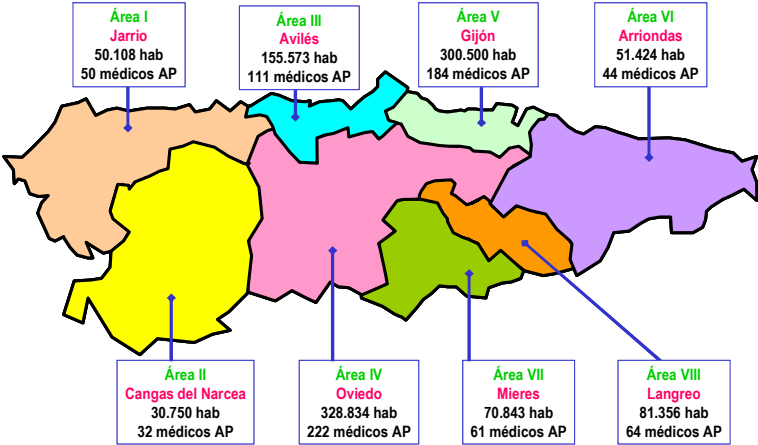 Área I
Jarrio
50.108 hab
50 médicos AP
Área III
Avilés
155.573 hab
111 médicos AP
Área V
Gijón
300.500 hab
184 médicos AP
Área VI
Arriondas
51.424 hab
44 médicos AP
Área II
Cangas del Narcea
30.750 hab
32 médicos AP
Área IV
Oviedo
328.834 hab
222 médicos AP
Área VII
Mieres
70.843 hab
61 médicos AP
Área VIII
Langreo
81.356 hab
64 médicos AP